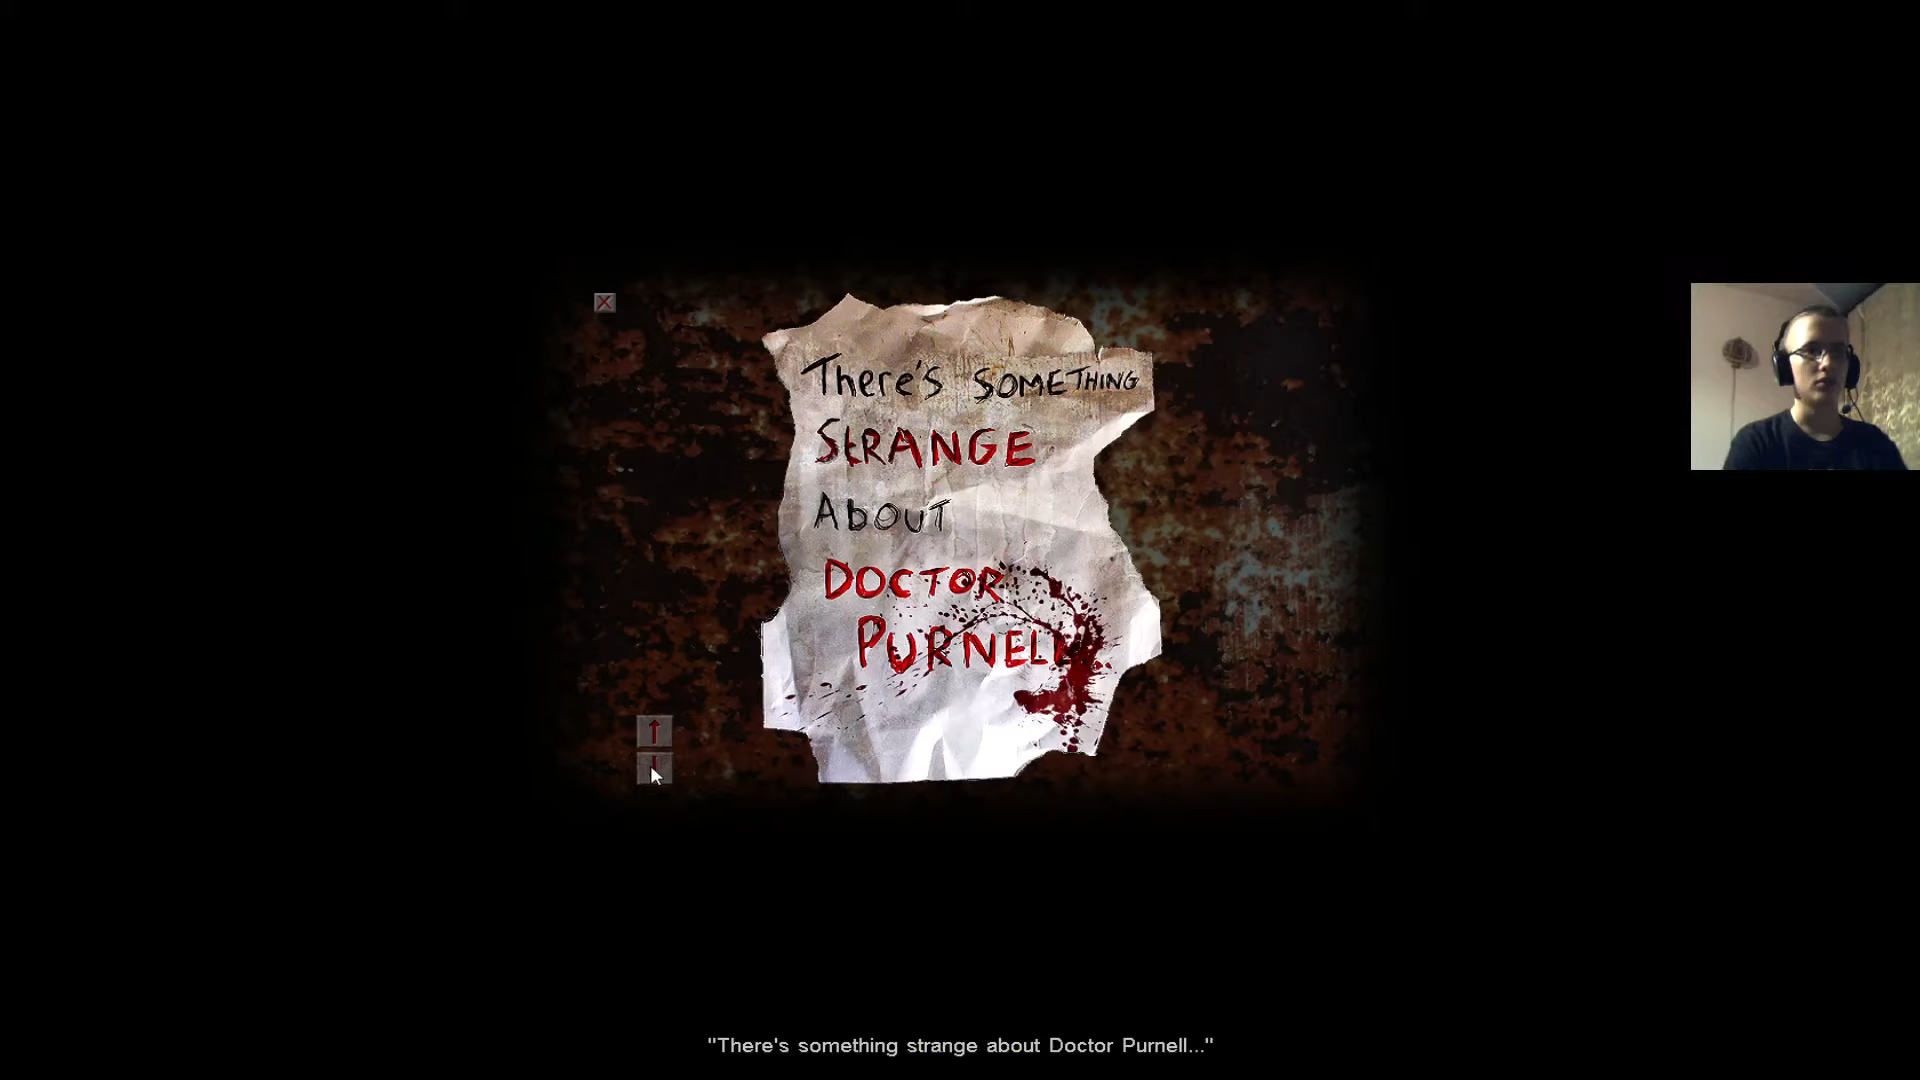 There's SOMETHING
StRANGE
AbouT
DOCTOR
PURNELL
"There's something strange about Doctor Purnell..."